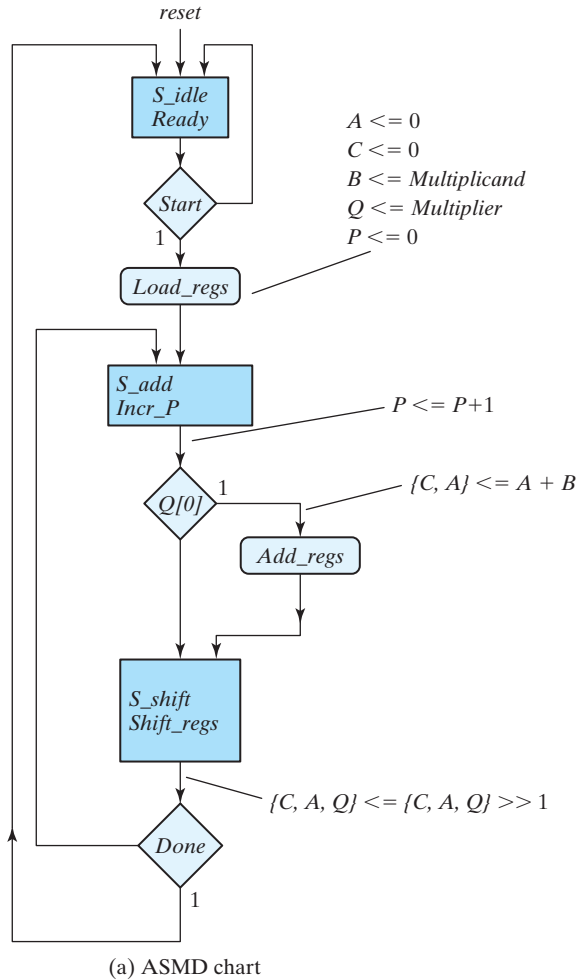 reset
S_idle
Ready
A <= 0
C <= 0
B <= Multiplicand
Q <= Multiplier
P <= 0
Start
1
Load_regs
S_add
Incr_P
P <= P+1
Q[0]
1
{C, A} <= A + B
Add_regs
S_shift
Shift_regs
{C, A, Q} <= {C, A, Q} >> 1
Done
1
(a) ASMD chart